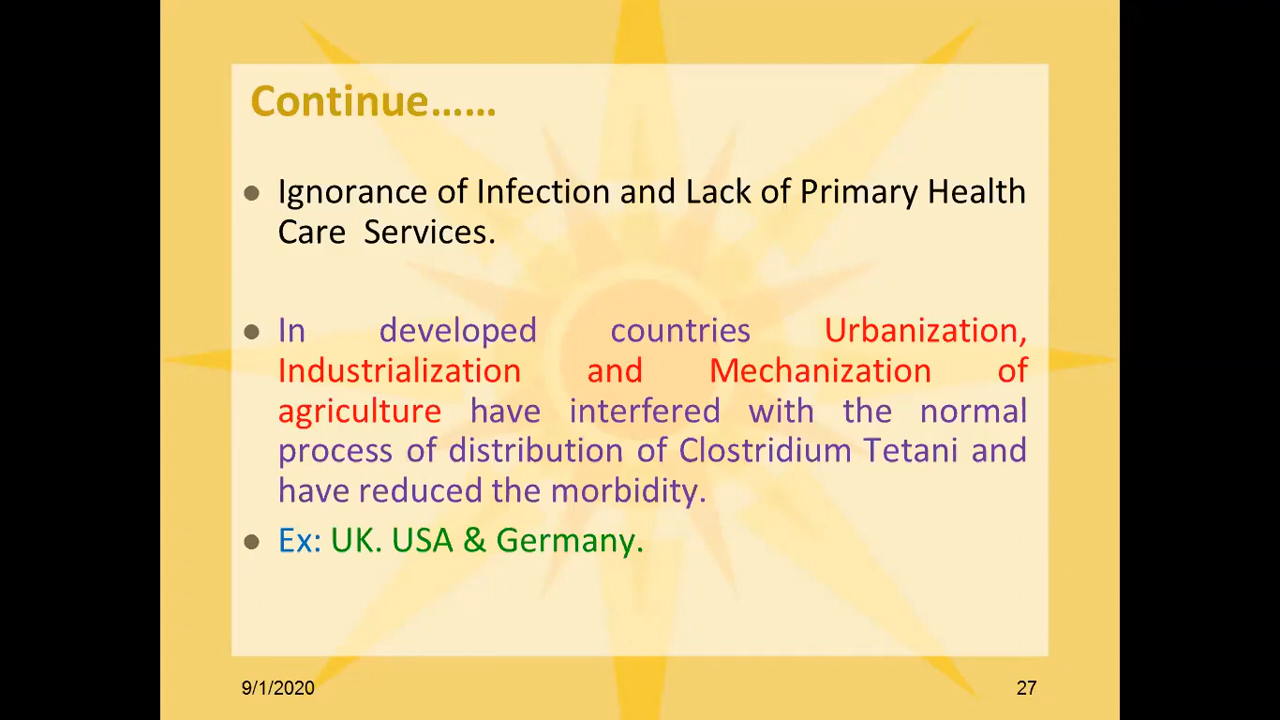 Continue......
● Ignorance of Infection and Lack of Primary Health
Care Services.
● In developed countries Urbanization,
Industrialization and Mechanization of
agriculture have interfered with the normal
process of distribution of Clostridium Tetani and
have reduced the morbidity.
● Ex: UK. USA & Germany.
9/1/2020
27